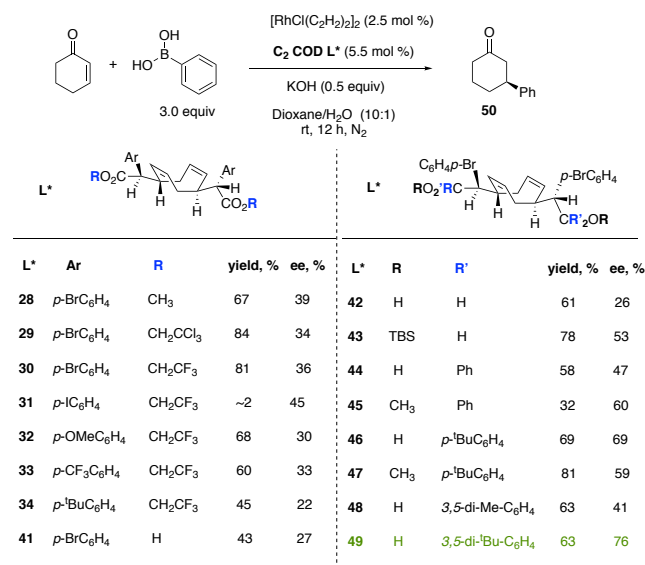 [RhCl(C2H2)2]2 (2.5 mol %)
C2 COD L* (5.5 mol %)
KOH (0.5 equiv)
Dioxane/H2O (10:1)
rt, 12 h, N2
O
+
HO
B
OH
3.0 equiv
O
Ph
50
L*
Ar
RO2C
H
H
H
Ar
H
CO2R
L*
C6H4p-Br
RO2'RC
H
H
H
p-BrC6H4
H
CR'2OR
L* Ar R yield, % ee, %
28 p-BrC6H4 CH3 67 39
29 p-BrC6H4 CH2CCl3 84 34
30 p-BrC6H4 CH2CF3 81 36
31 p-IC6H4 CH2CF3 ~2 45
32 p-OMeC6H4 CH2CF3 68 30
33 p-CF3C6H4 CH2CF3 60 33
34 p-tBuC6H4 CH2CF3 45 22
41 p-BrC6H4 H 43 27
L* R R' yield, % ee, %
42 H H 61 26
43 TBS H 78 53
44 H Ph 58 47
45 CH3 Ph 32 60
46 H p-tBuC6H4 69 69
47 CH3 p-tBuC6H4 81 59
48 H 3,5-di-Me-C6H4 63 41
49 H 3,5-di-tBu-C6H4 63 76